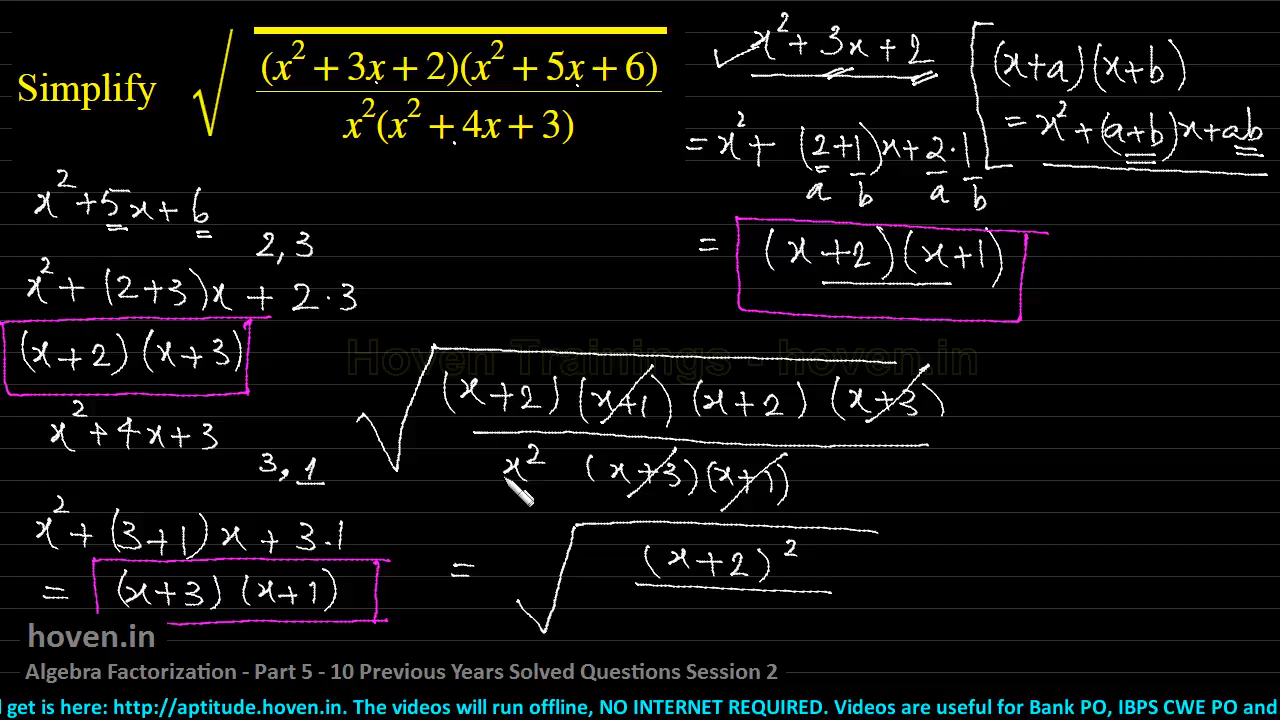 Simplify √((x² + 3x + 2)(x² + 5x + 6) / x²(x² + 4x + 3))
x² + 3x + 2
(x+a)(x+b)
= x² + (a+b)x + ab
= x² + (2+1)x + 2·1
a b a b
= (x+2)(x+1)
x² + 5x + 6
2, 3
x² + (2+3)x + 2·3
(x+2)(x+3)
x² + 4x + 3
3, 1
x² + (3+1)x + 3·1
= (x+3)(x+1)
Hoven Trainings - hoven.in
√((x+2)(x+1)(x+2)(x+3) / x² (x+3)(x+1))
= √((x+2)² / )
hoven.in
Algebra Factorization - Part 5 - 10 Previous Years Solved Questions Session 2
get is here: http://aptitude.hoven.in. The videos will run offline, NO INTERNET REQUIRED. Videos are useful for Bank PO, IBPS CWE PO and